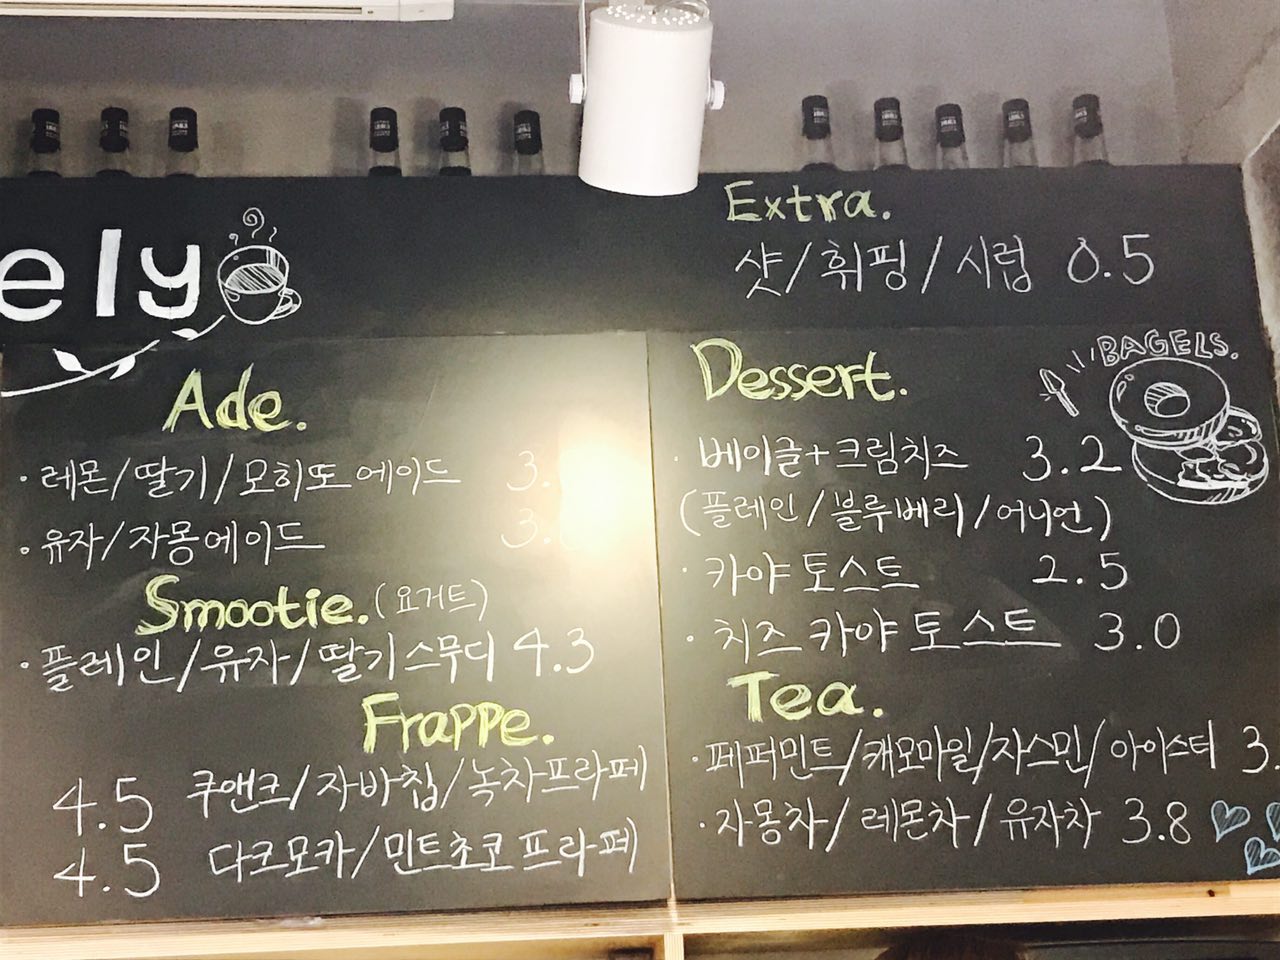 ely
Extra.
샷/휘핑/시럽 0.5
Ade.
·레몬/딸기/모히또에이드 3.
·유자/자몽에이드 3.
Smootie.(요거트)
·플레인/유자/딸기스무디 4.3
Frappe.
4.5 쿠앤크/자바칩/녹차프라페
4.5 다크모카/민트초코프라페
Dessert.
BAGELS.
·베이글+크림치즈 3.2
(플레인/블루베리/어니언)
·카야토스트 2.5
·치즈카야토스트 3.0
Tea.
·페퍼민트/캐모마일/자스민/아이스티 3.
·자몽차/레몬차/유자차 3.8